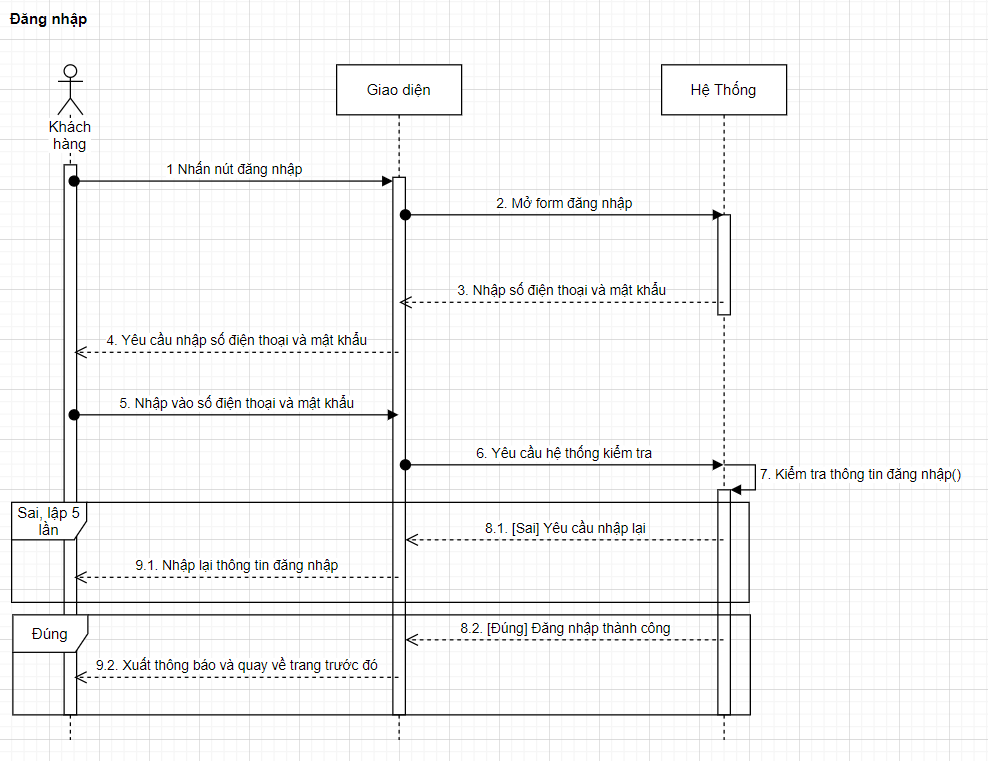 Đăng nhập
Khách
hàng
Giao diện
Hệ Thống
1 Nhấn nút đăng nhập
2. Mở form đăng nhập
3. Nhập số điện thoại và mật khẩu
4. Yêu cầu nhập số điện thoại và mật khẩu
5. Nhập vào số điện thoại và mật khẩu
6. Yêu cầu hệ thống kiểm tra
7. Kiểm tra thông tin đăng nhập()
Sai, lập 5
lần
8.1. [Sai] Yêu cầu nhập lại
9.1. Nhập lại thông tin đăng nhập
Đúng
8.2. [Đúng] Đăng nhập thành công
9.2. Xuất thông báo và quay về trang trước đó